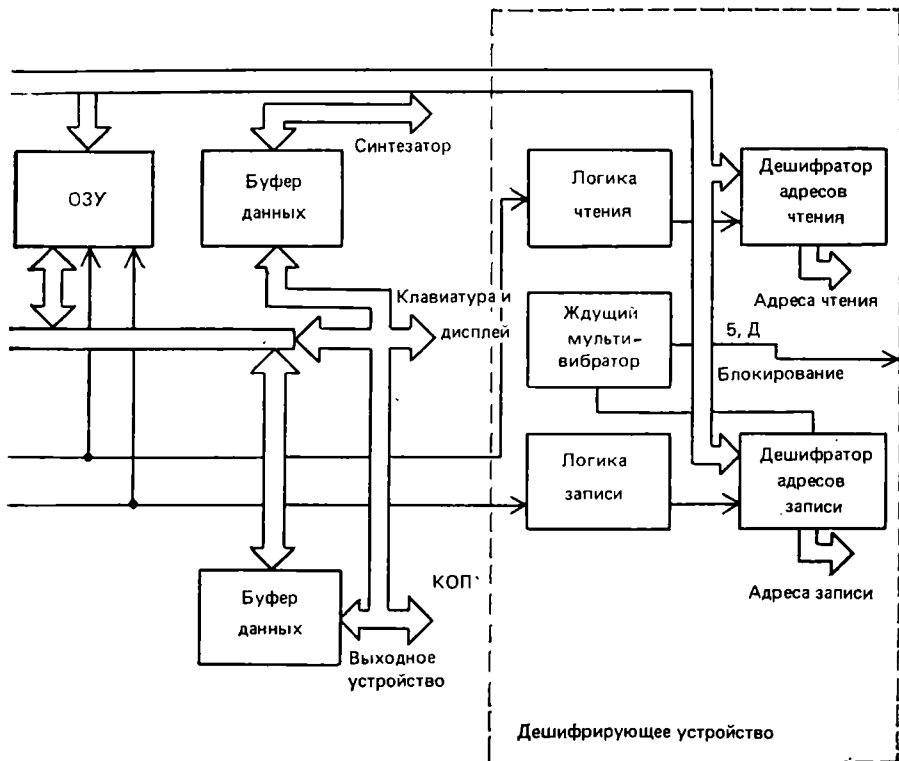 Синтезатор
ОЗУ
Буфер
данных
Логика
чтения
Дешифратор
адресов
чтения
Адреса чтения
Клавиатура и
дисплей
Ждущий
мульти-
вибратор
5, Д
Блокирование
Логика
записи
Дешифратор
адресов
записи
Адреса записи
Буфер
данных
КОП
Выходное
устройство
Дешифрирующее устройство